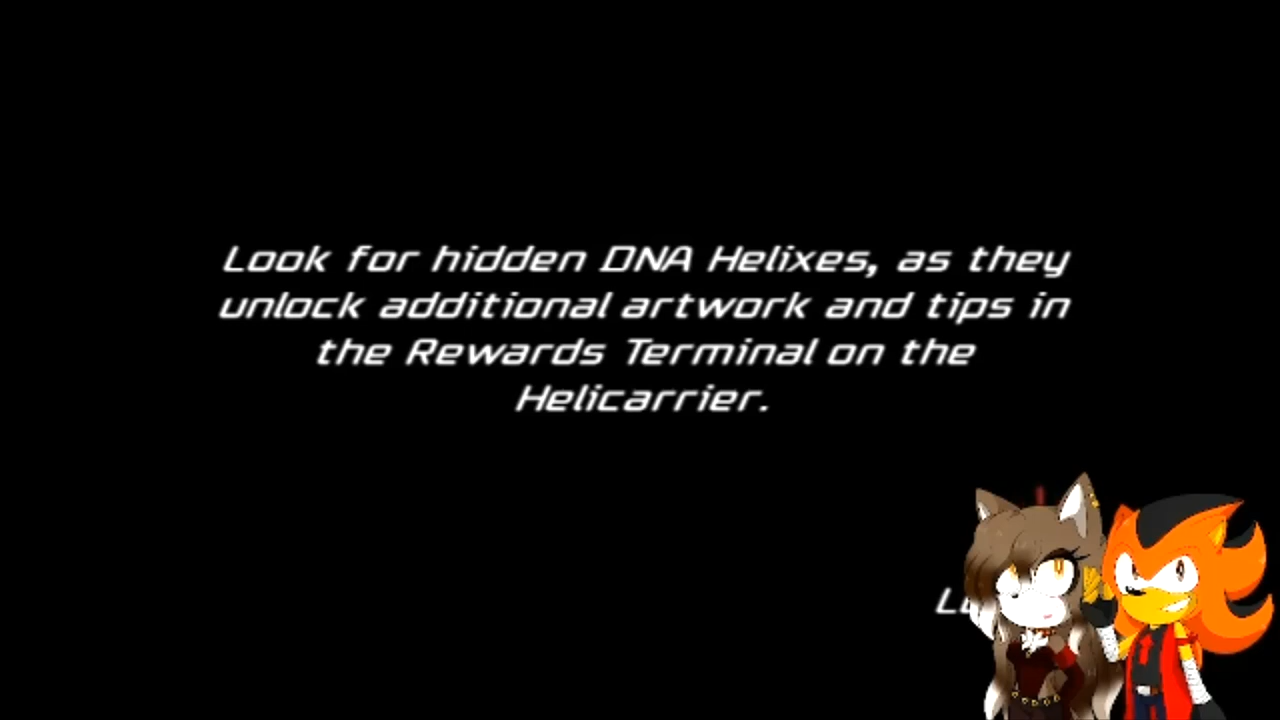 Look for hidden DNA Helixes, as they
unlock additional artwork and tips in
the Rewards Terminal on the
Helicarrier.